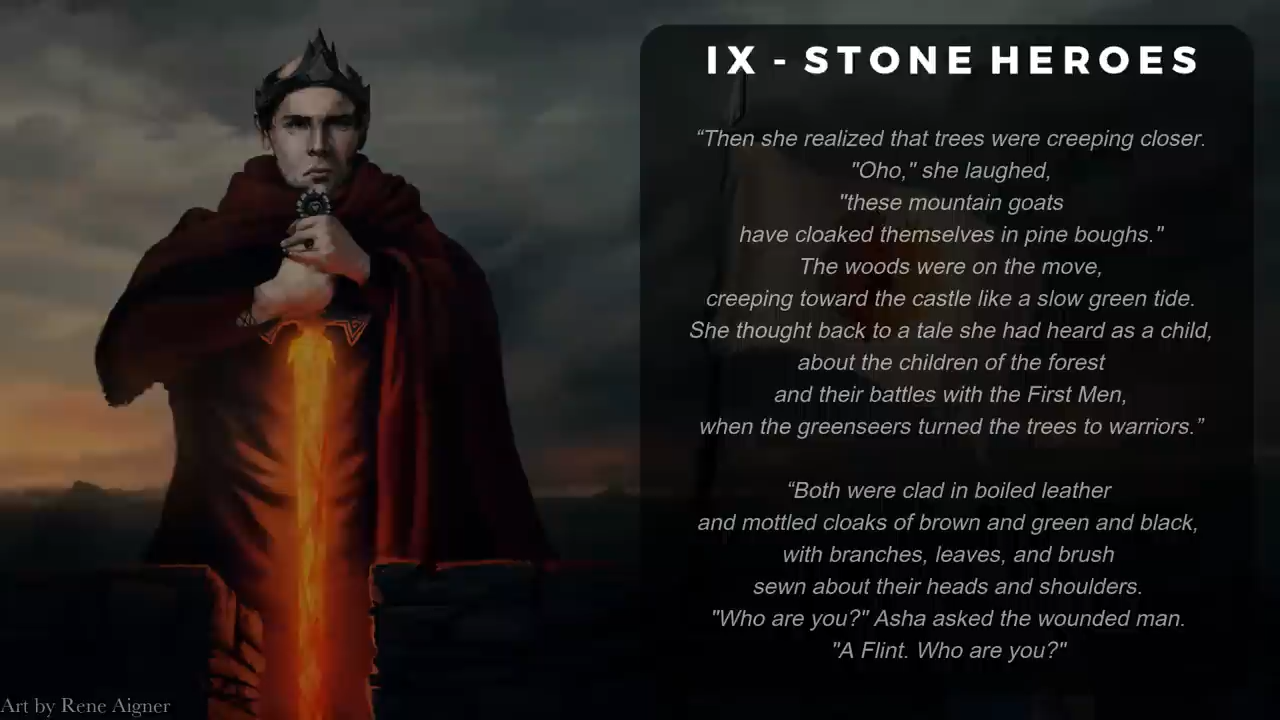 IX - STONE HEROES
“Then she realized that trees were creeping closer.
"Oho," she laughed,
"these mountain goats
have cloaked themselves in pine boughs."
The woods were on the move,
creeping toward the castle like a slow green tide.
She thought back to a tale she had heard as a child,
about the children of the forest
and their battles with the First Men,
when the greenseers turned the trees to warriors.”
“Both were clad in boiled leather
and mottled cloaks of brown and green and black,
with branches, leaves, and brush
sewn about their heads and shoulders.
"Who are you?" Asha asked the wounded man.
"A Flint. Who are you?"
Art by Rene Aigner